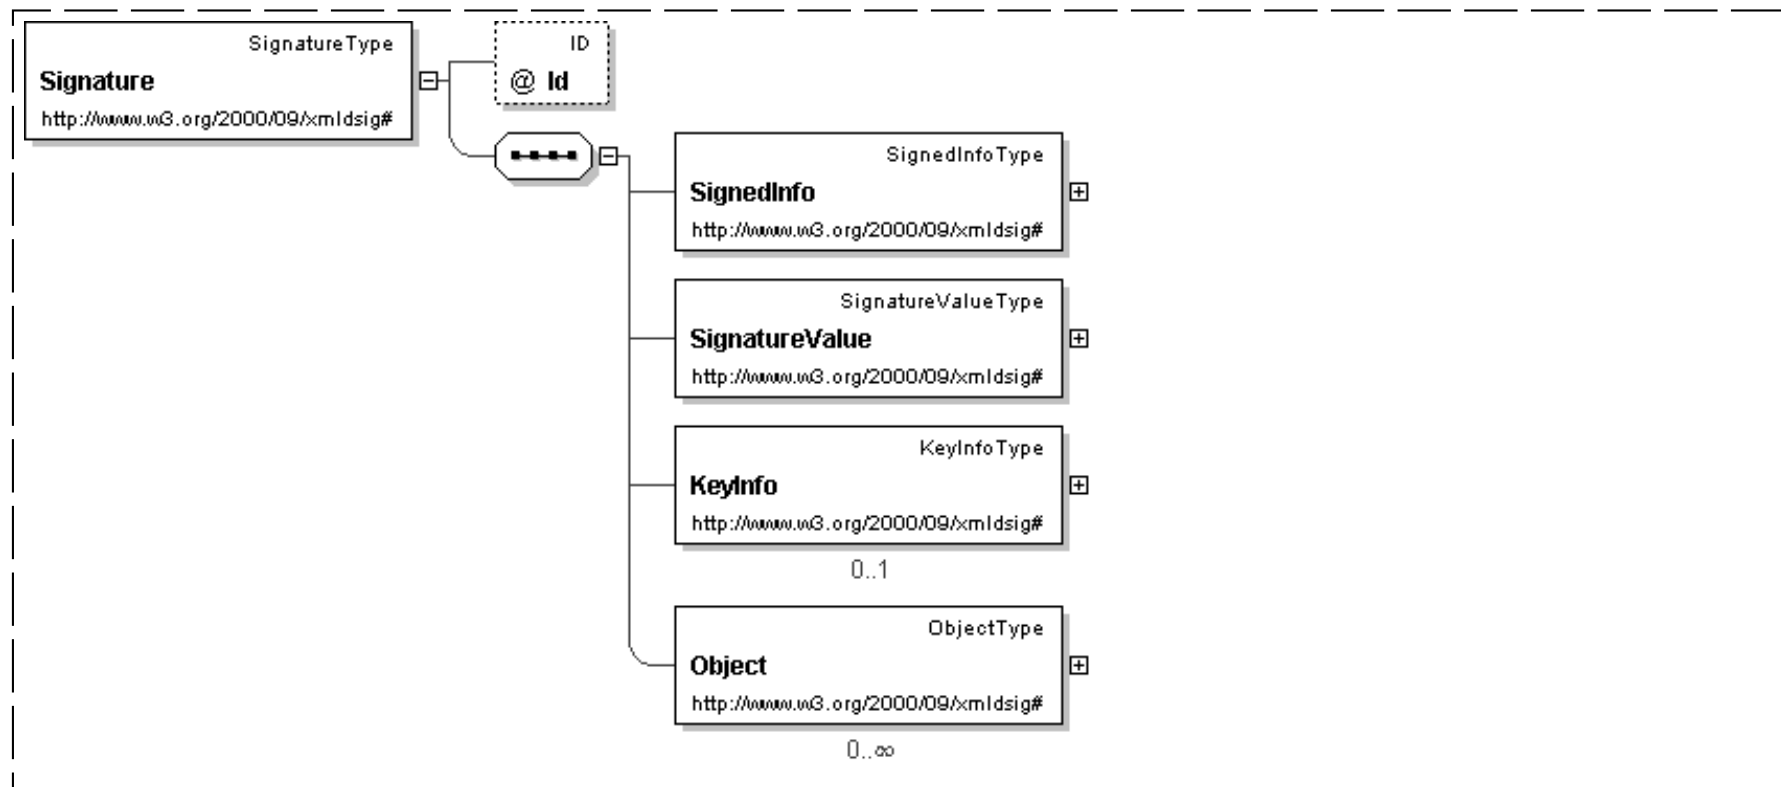 SignatureType
Signature
http://www.w3.org/2000/09/xmldsig#
ID
@ Id
SignedInfoType
SignedInfo
http://www.w3.org/2000/09/xmldsig#
SignatureValueType
SignatureValue
http://www.w3.org/2000/09/xmldsig#
KeyInfoType
KeyInfo
http://www.w3.org/2000/09/xmldsig#
0..1
ObjectType
Object
http://www.w3.org/2000/09/xmldsig#
0..∞